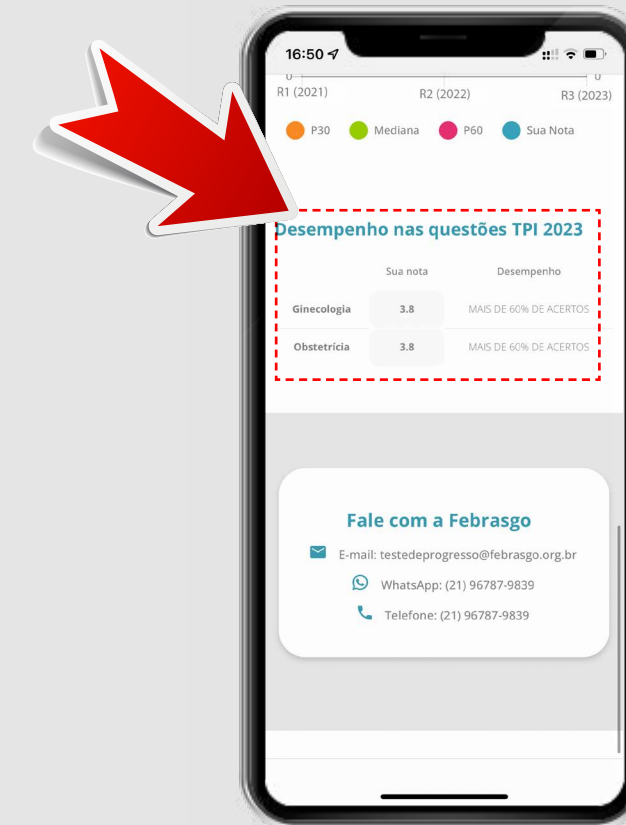 16:50
0 0
R1 (2021) R2 (2022) R3 (2023)
P30 Mediana P60 Sua Nota
Desempenho nas questões TPI 2023
Sua nota Desempenho
Ginecologia 3.8 MAIS DE 60% DE ACERTOS
Obstetrícia 3.8 MAIS DE 60% DE ACERTOS
Fale com a Febrasgo
E-mail: testedeprogresso@febrasgo.org.br
WhatsApp: (21) 96787-9839
Telefone: (21) 96787-9839